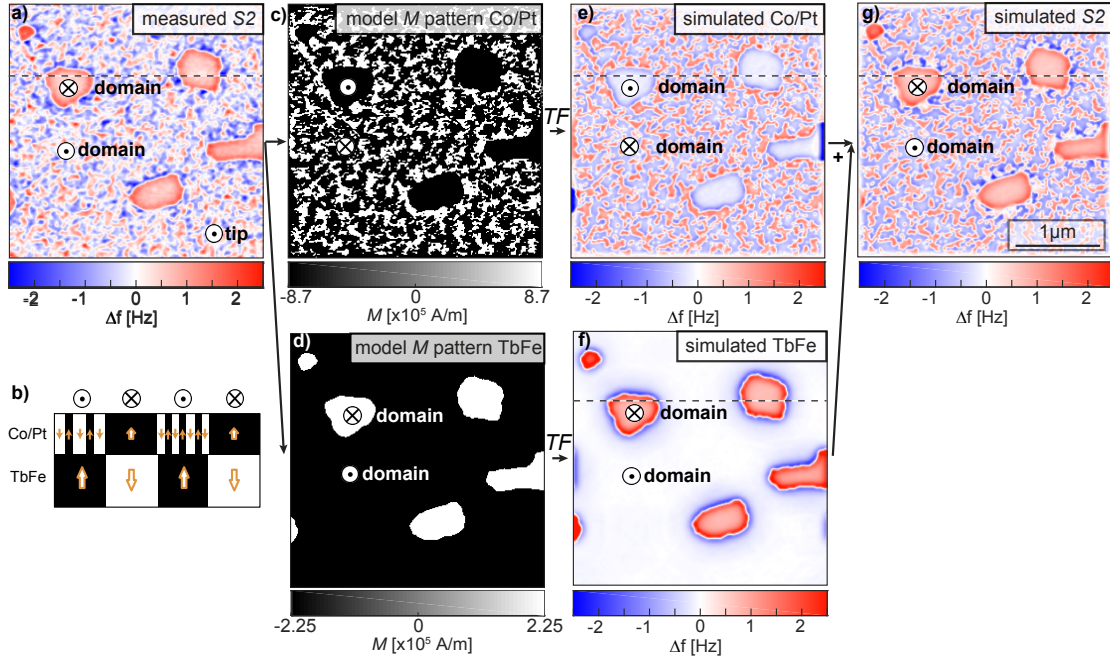 a) measured S2
domain
domain
tip
-2 -1 0 1 2
Δf [Hz]
c) model M pattern Co/Pt
-8.7 0 8.7
M [x10⁵ A/m]
TF
e) simulated Co/Pt
domain
domain
-2 -1 0 1 2
Δf [Hz]
+
g) simulated S2
domain
domain
1µm
-2 -1 0 1 2
Δf [Hz]
b)
Co/Pt
TbFe
d) model M pattern TbFe
domain
domain
-2.25 0 2.25
M [x10⁵ A/m]
TF
f) simulated TbFe
domain
domain
-2 -1 0 1 2
Δf [Hz]